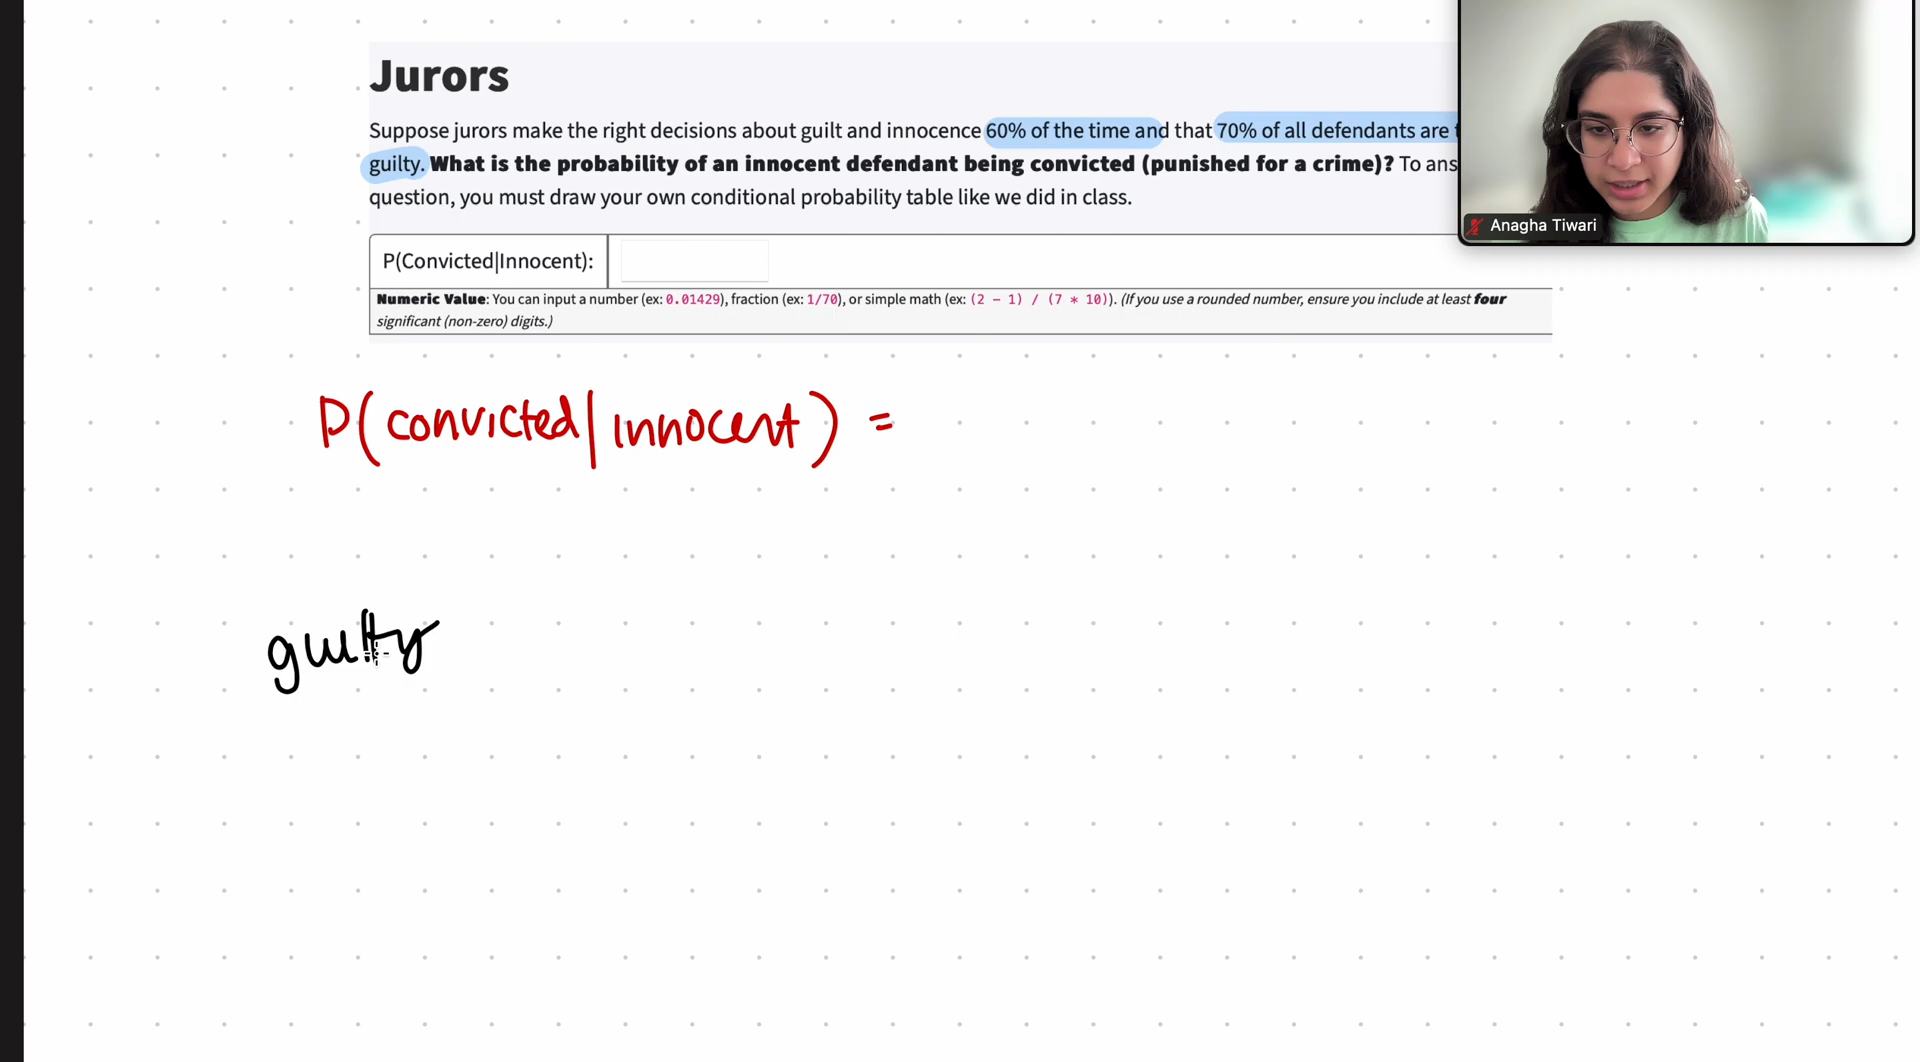 Jurors
Suppose jurors make the right decisions about guilt and innocence 60% of the time and that 70% of all defendants are
guilty. What is the probability of an innocent defendant being convicted (punished for a crime)? To
question, you must draw your own conditional probability table like we did in class.
P(Convicted|Innocent):
Numeric Value: You can input a number (ex: 0.01429), fraction (ex: 1/70), or simple math (ex: (2 − 1) / (7 * 10)). (If you use a rounded number, ensure you include at least four
significant (non-zero) digits.)
Anagha Tiwari
P(convicted|innocent) =
guilty